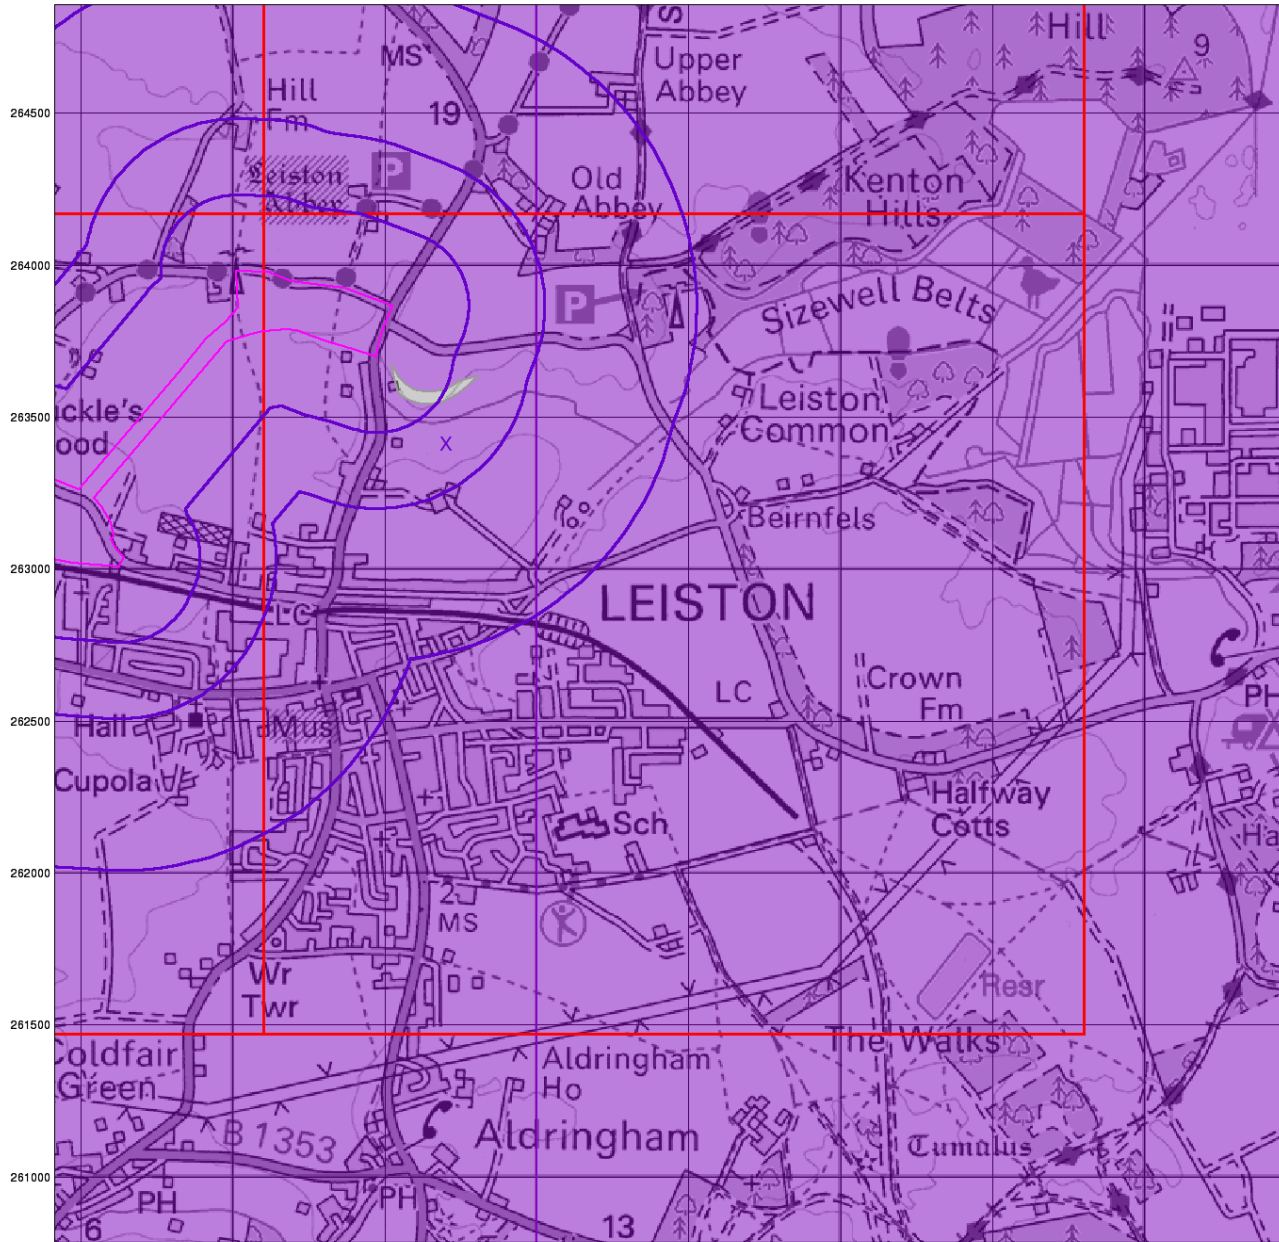 Hill
9
MS
Upper
Abbey
S
Hill
Fm
19
264500
P
Leiston
Abbey
Old
Abbey
Kenton
Hills
264000
P
Sizewell Belts
ckle's
ood
Leiston
Common
263500
X
Beirnfels
263000
LC
LEISTON
Crown
Fm
LC
PH
Hall
Mus
262500
Cupola
Halfway
Cotts
Sch
Ha
262000
2
MS
Wr
Twr
Resr
261500
The Walks
Coldfair
Green
Aldringham
Ho
B 1353
Aldringham
Tumulus
261000
PH
PH
6
13